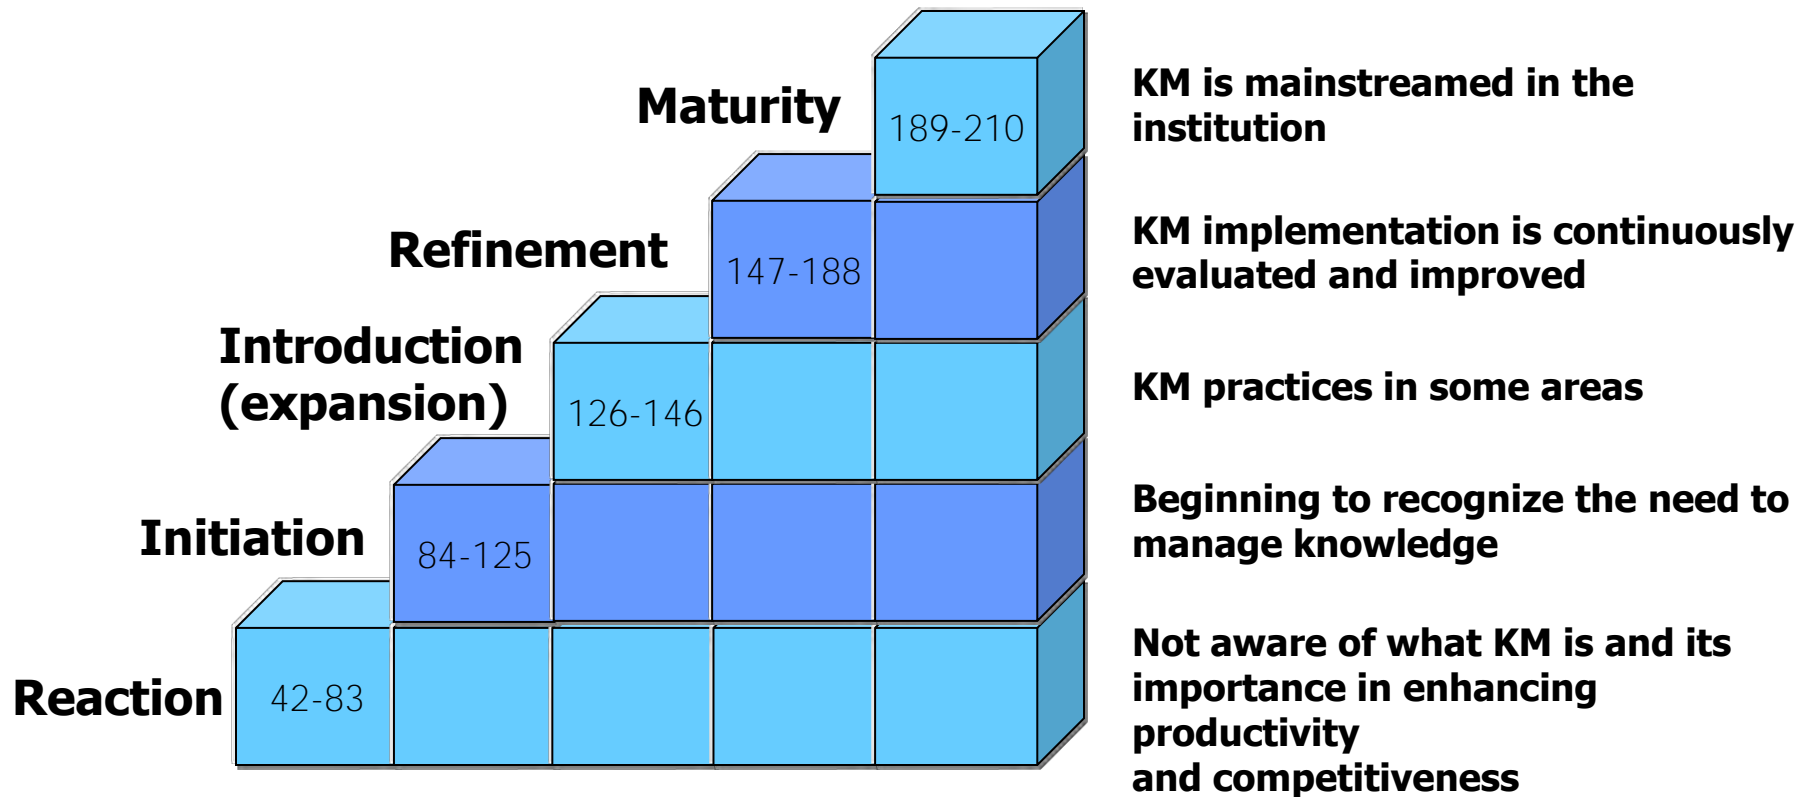 Maturity
189-210
KM is mainstreamed in the
institution
Refinement
147-188
KM implementation is continuously
evaluated and improved
Introduction
(expansion)
126-146
KM practices in some areas
Initiation
84-125
Beginning to recognize the need to
manage knowledge
Reaction
42-83
Not aware of what KM is and its
importance in enhancing
productivity
and competitiveness